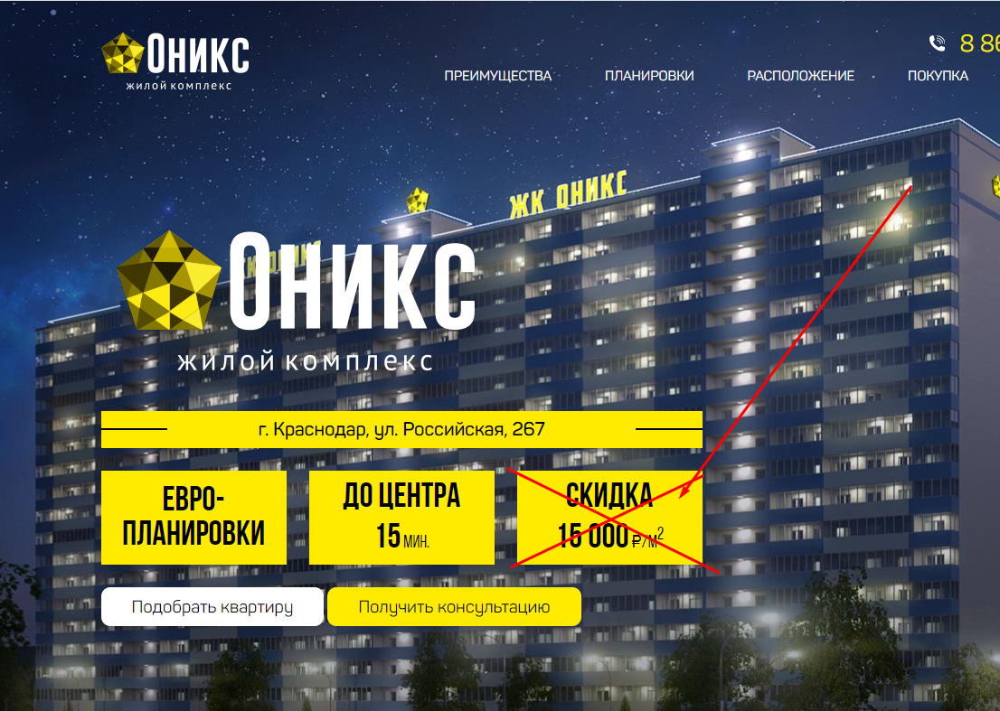 ОНИКС
жилой комплекс
8 86
ПРЕИМУЩЕСТВА
ПЛАНИРОВКИ
РАСПОЛОЖЕНИЕ
ПОКУПКА
ЖК ОНИКС
ОНИКС
жилой комплекс
г. Краснодар, ул. Российская, 267
ЕВРО-
ПЛАНИРОВКИ
ДО ЦЕНТРА
15 МИН.
СКИДКА
15 000 ₽/М²
Подобрать квартиру
Получить консультацию